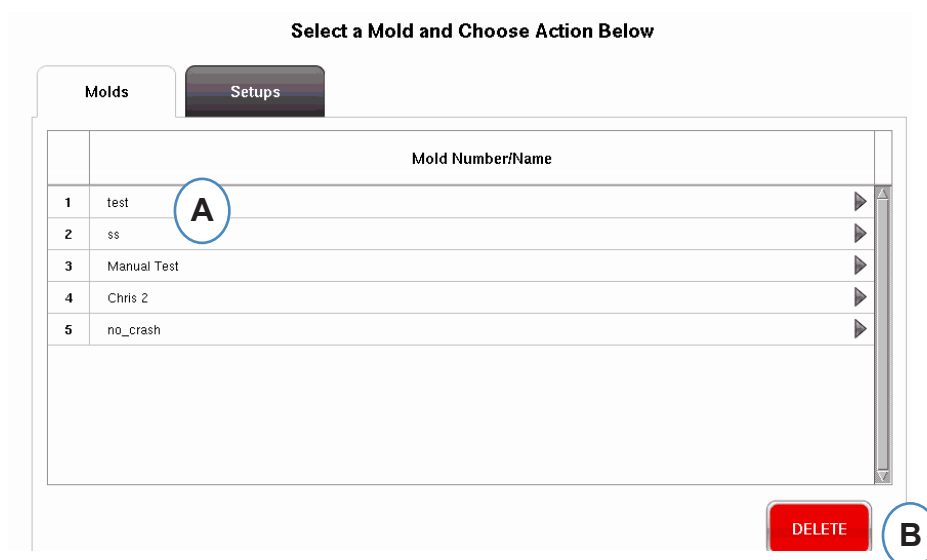 Select a Mold and Choose Action Below
Molds Setups
Mold Number/Name
1 test A
2 ss
3 Manual Test
4 Chris 2
5 no_crash
DELETE B